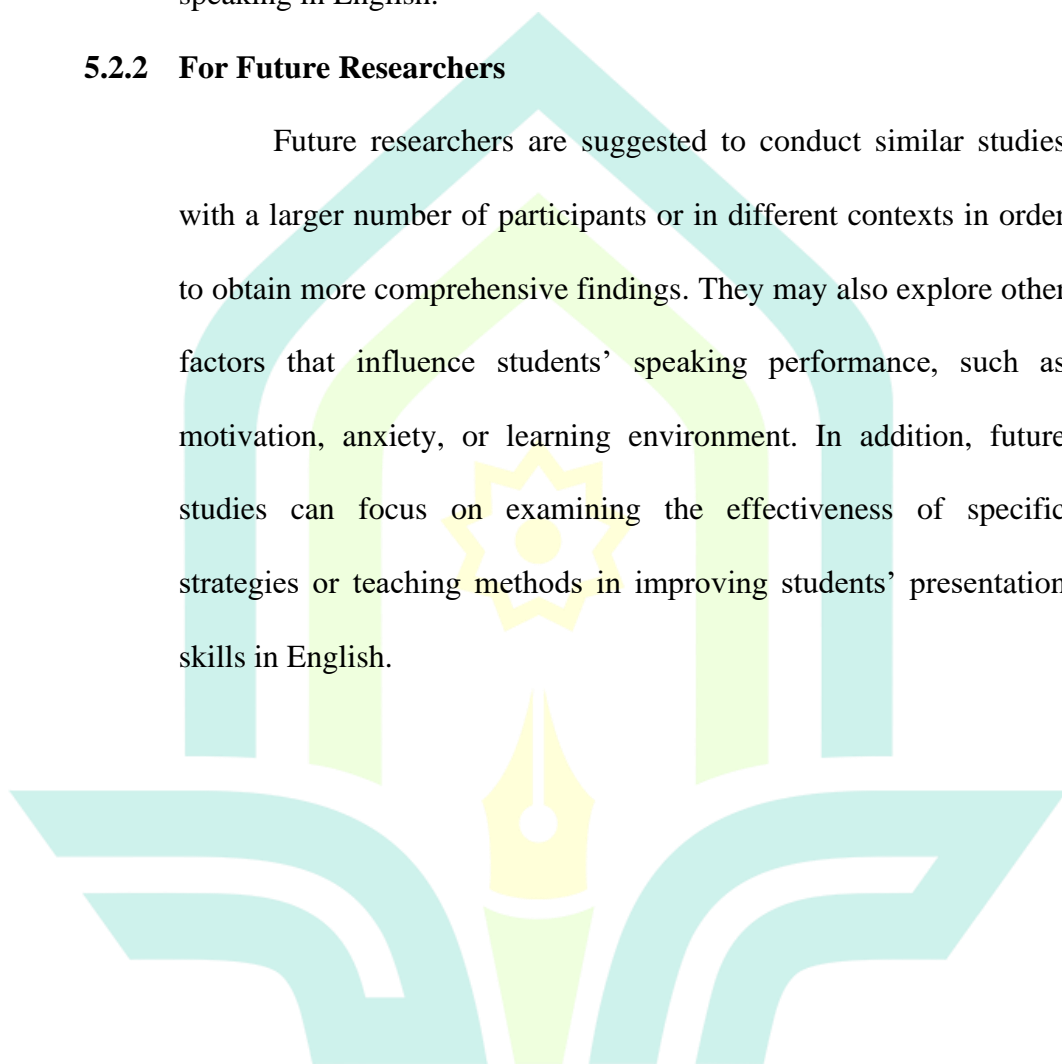 speaking in English.
5.2.2 For Future Researchers
Future researchers are suggested to conduct similar studies
with a larger number of participants or in different contexts in order
to obtain more comprehensive findings. They may also explore other
factors that influence students’ speaking performance, such as
motivation, anxiety, or learning environment. In addition, future
studies can focus on examining the effectiveness of specific
strategies or teaching methods in improving students’ presentation
skills in English.